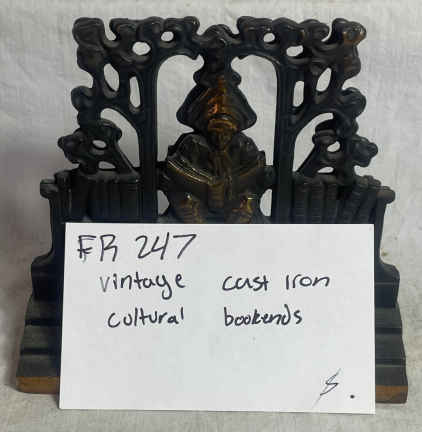 FR 247
vintage cast iron
cultural bookends
$.